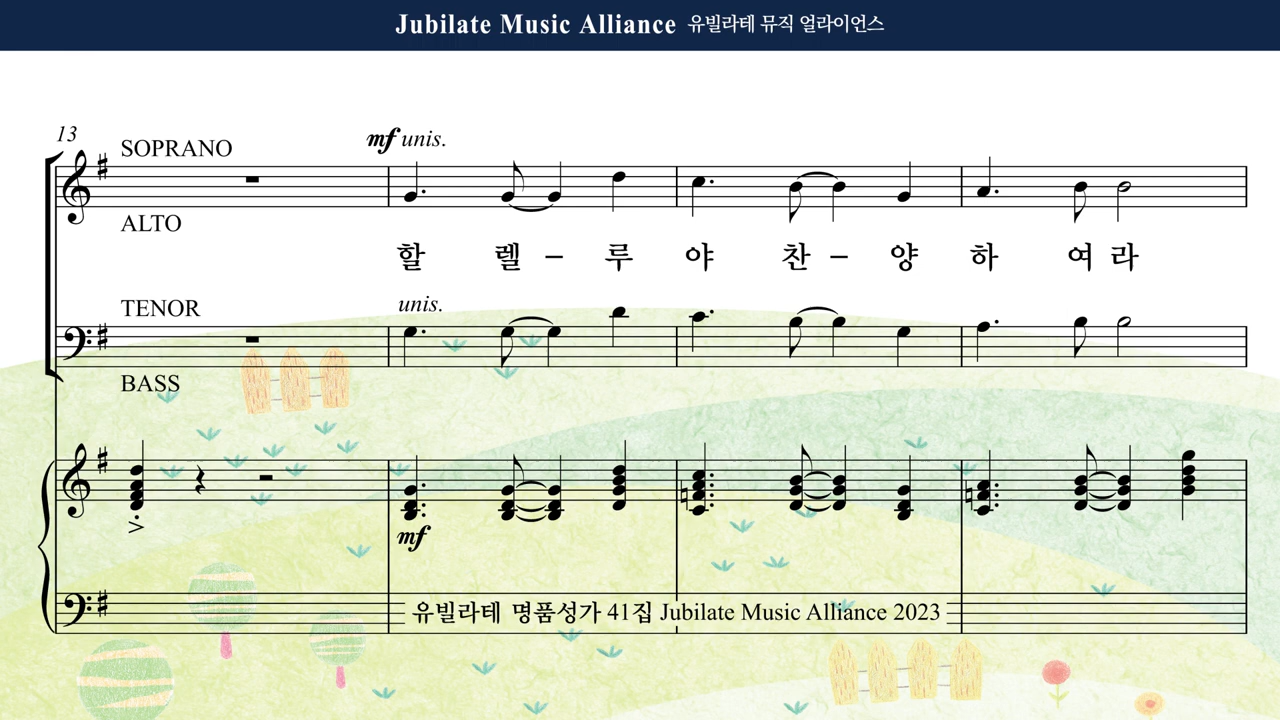 Jubilate Music Alliance 유빌라테 뮤직 얼라이언스
13
SOPRANO
mf unis.
ALTO
할 렐 – 루 야 찬 – 양 하 여 라
TENOR
unis.
BASS
mf
유빌라테 명품성가 41집 Jubilate Music Alliance 2023